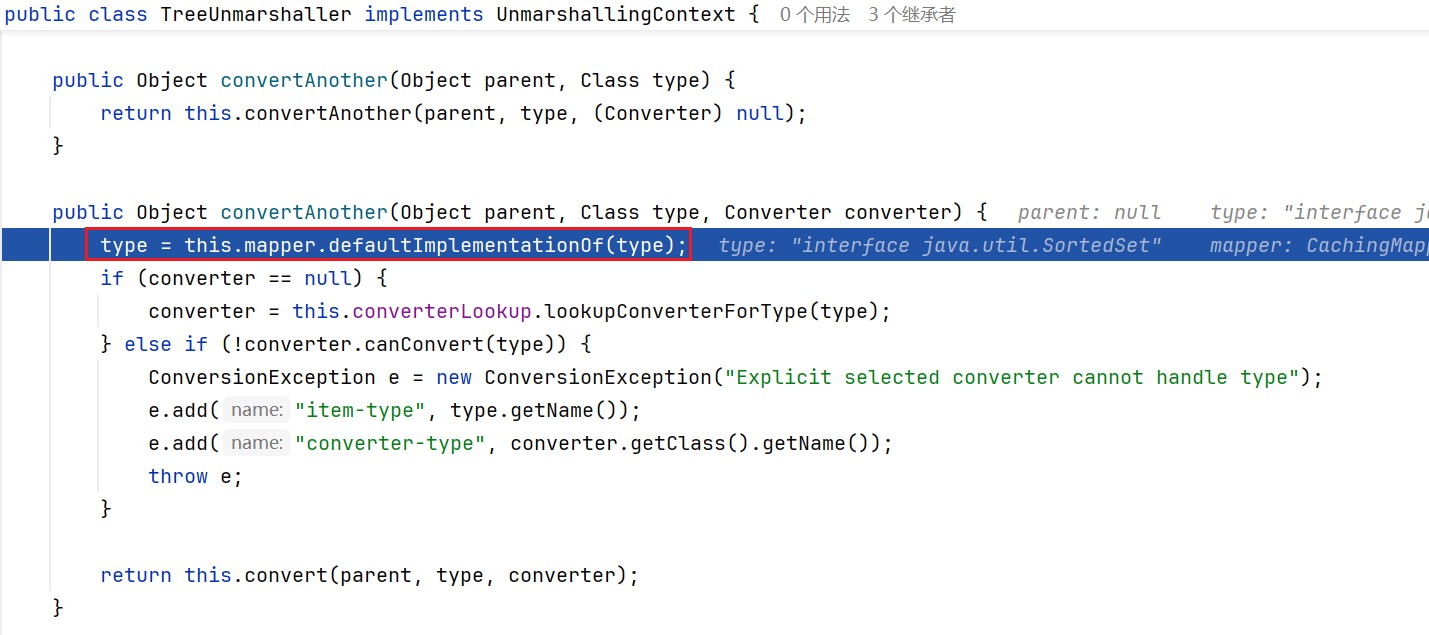 public class TreeUnmarshaller implements UnmarshallingContext { 0 个用法 3 个继承者
public Object convertAnother(Object parent, Class type) {
return this.convertAnother(parent, type, (Converter) null);
}
public Object convertAnother(Object parent, Class type, Converter converter) { parent: null type: "interface j
type = this.mapper.defaultImplementationOf(type); type: "interface java.util.SortedSet" mapper: CachingMapp
if (converter == null) {
converter = this.converterLookup.lookupConverterForType(type);
} else if (!converter.canConvert(type)) {
ConversionException e = new ConversionException("Explicit selected converter cannot handle type");
e.add( name: "item-type", type.getName());
e.add( name: "converter-type", converter.getClass().getName());
throw e;
}
return this.convert(parent, type, converter);
}